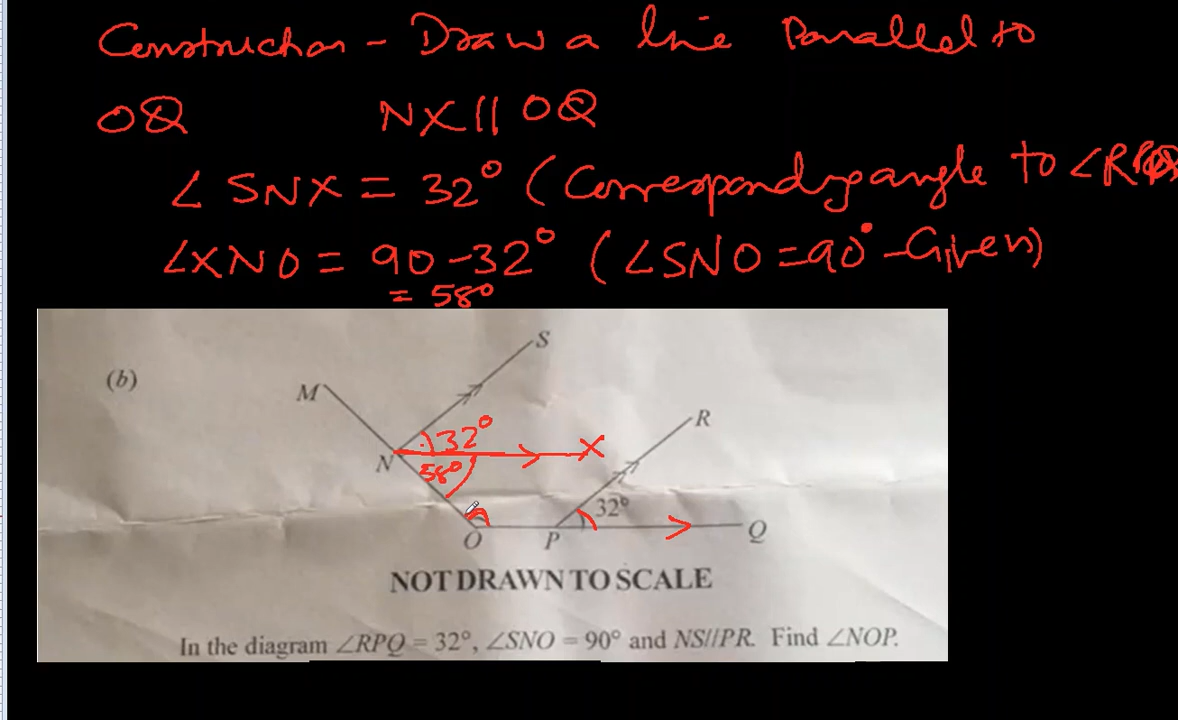 Construction - Draw a line Parallel to
OQ NX || OQ
∠SNX = 32° (Corresponding angle to ∠RPQ)
∠XNO = 90 - 32° (∠SNO = 90° - Given)
= 58°
(b)
S
M
R
32°
X
N
58°
32°
O
P
Q
NOT DRAWN TO SCALE
In the diagram ∠RPQ = 32°, ∠SNO = 90° and NS//PR. Find ∠NOP.